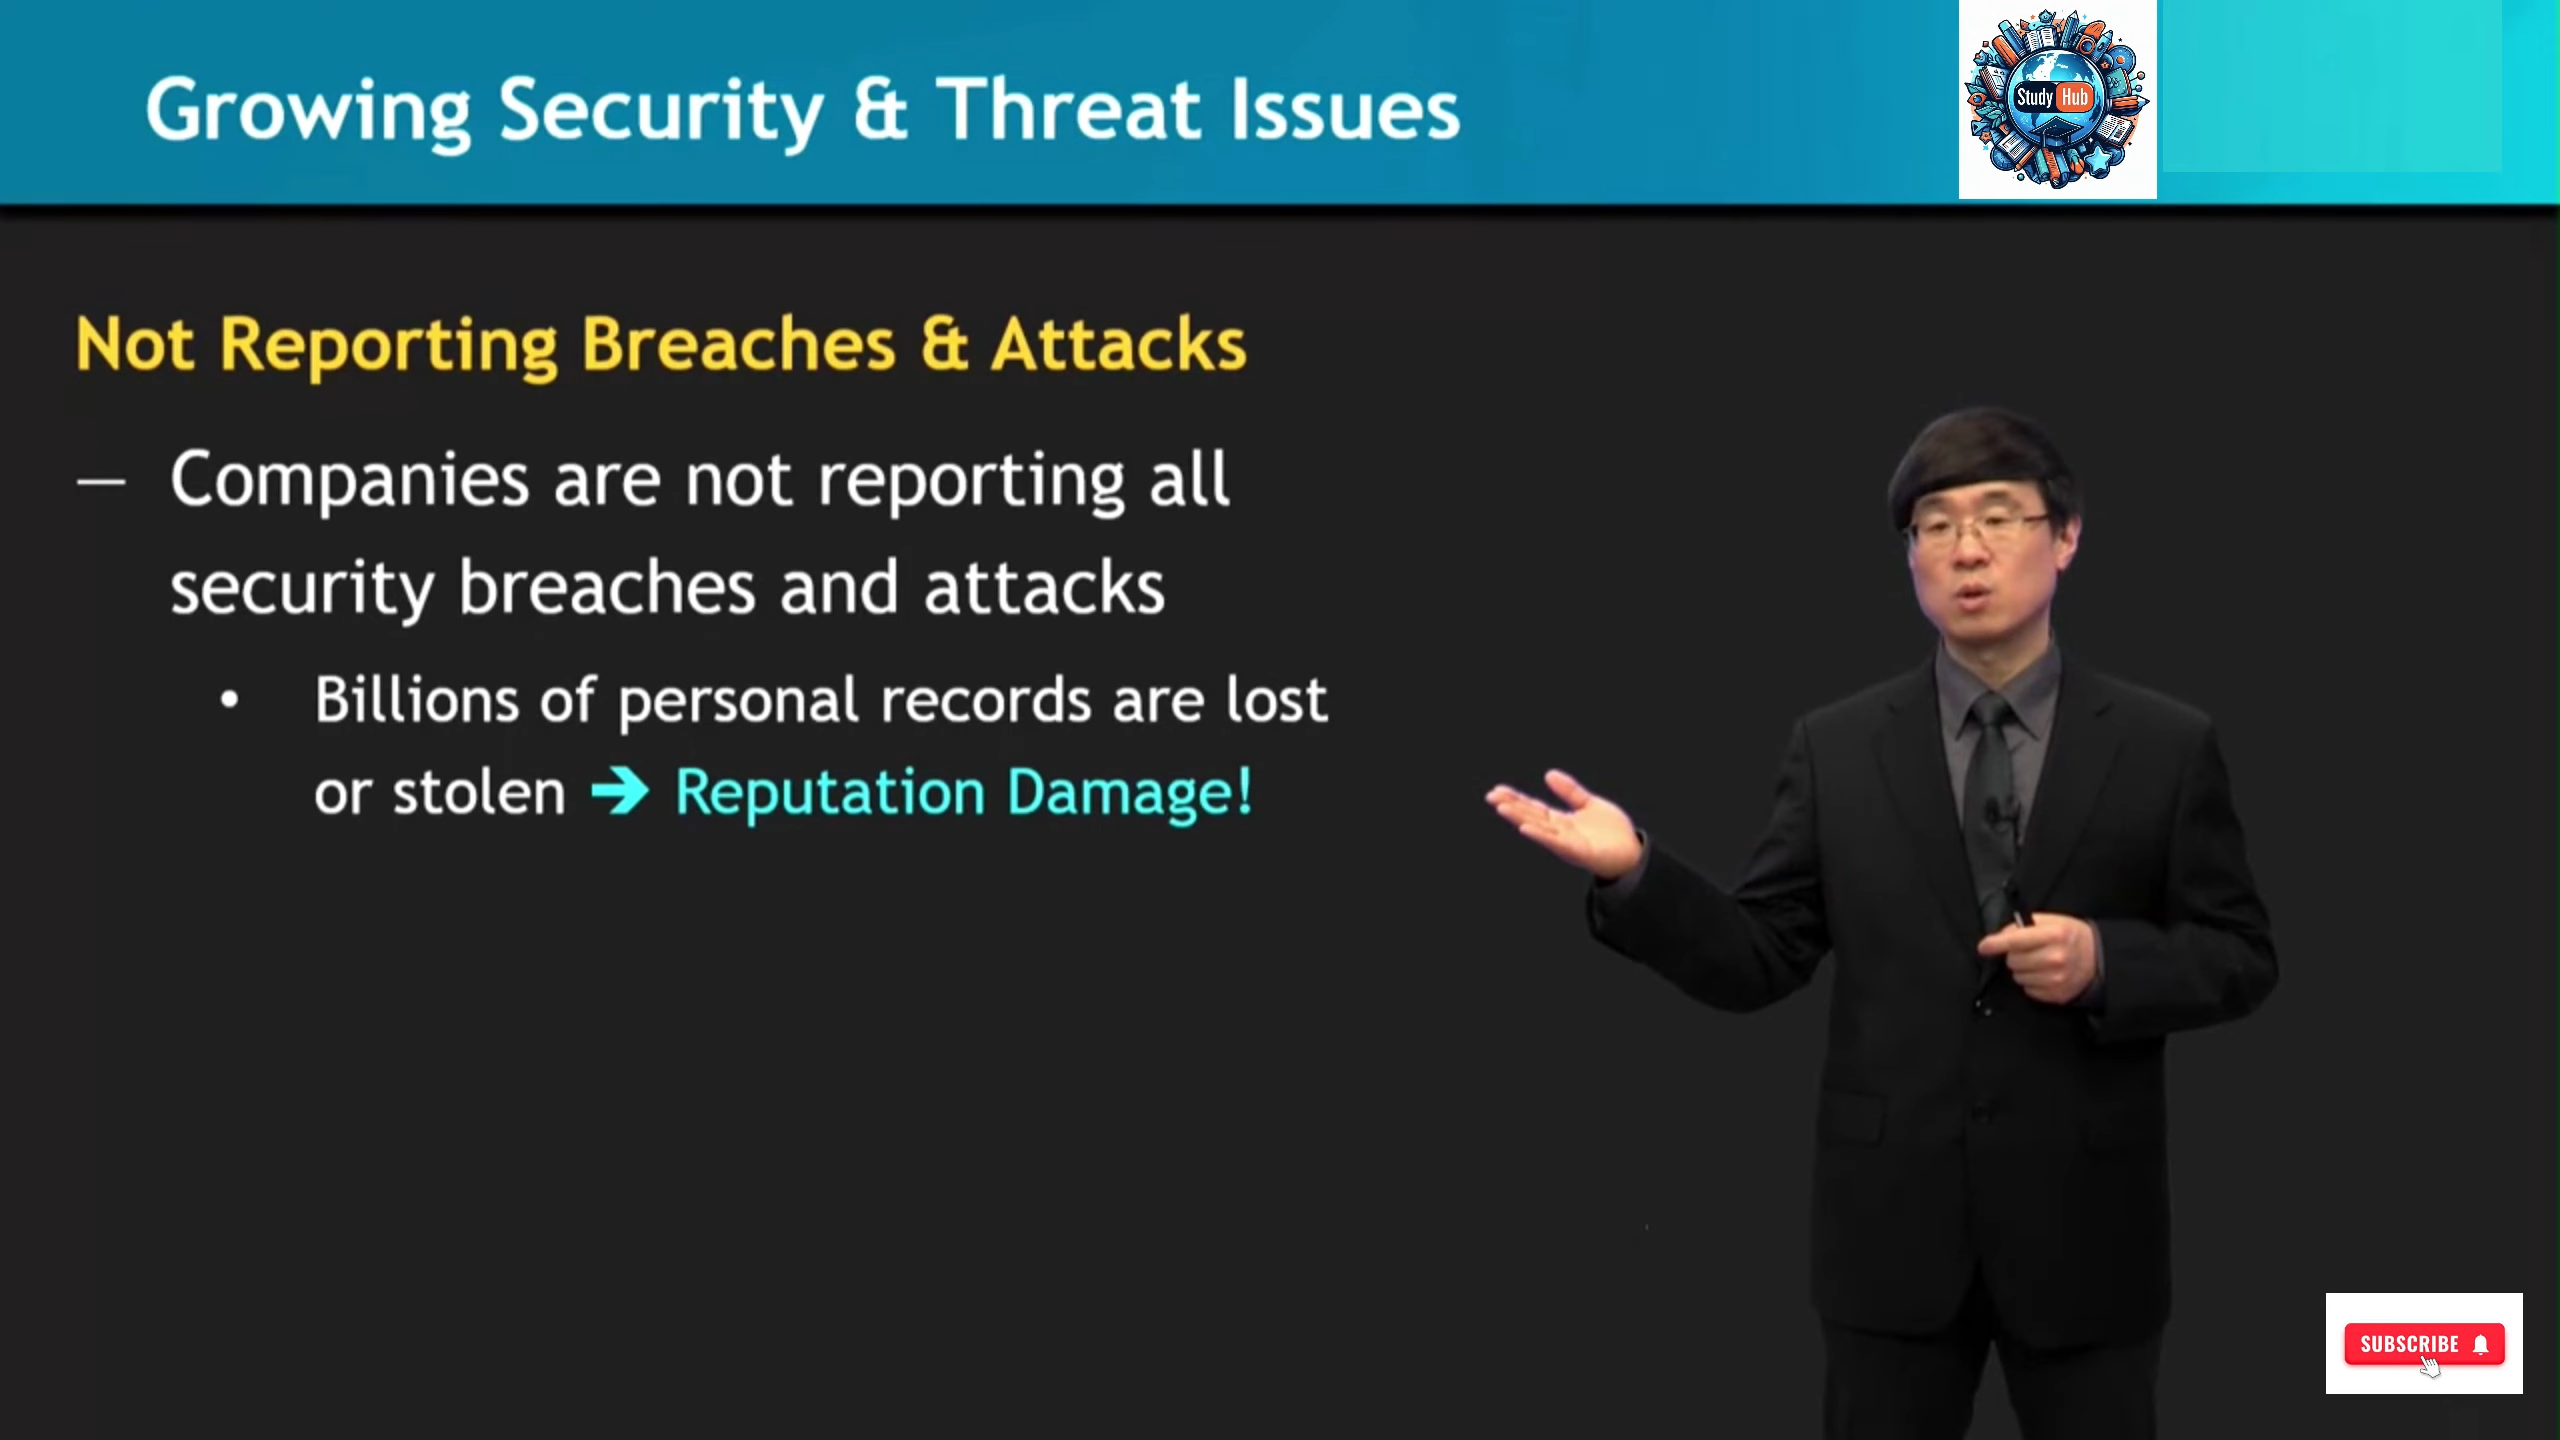 Growing Security & Threat Issues
Study Hub
Not Reporting Breaches & Attacks
— Companies are not reporting all
security breaches and attacks
• Billions of personal records are lost
or stolen ➔ Reputation Damage!
SUBSCRIBE